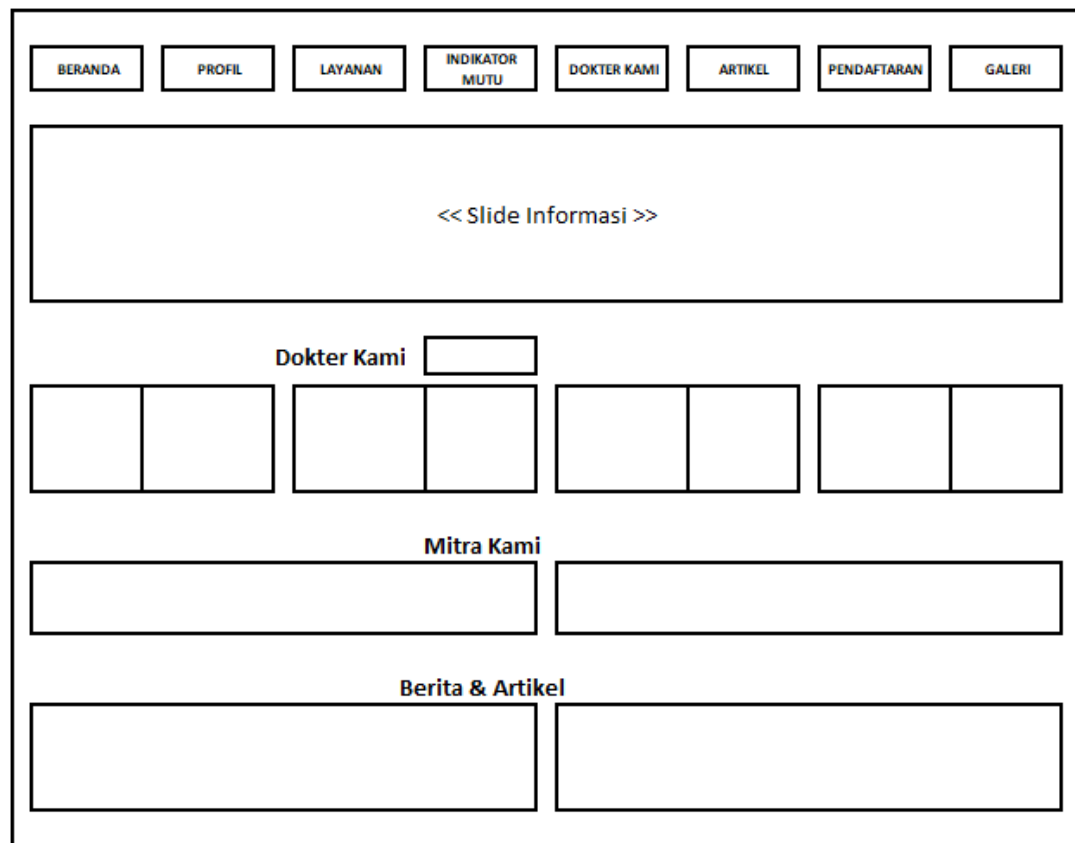 BERANDA
PROFIL
LAYANAN
INDIKATOR
MUTU
DOKTER KAMI
ARTIKEL
PENDAFTARAN
GALERI
<< Slide Informasi >>
Dokter Kami
Mitra Kami
Berita & Artikel